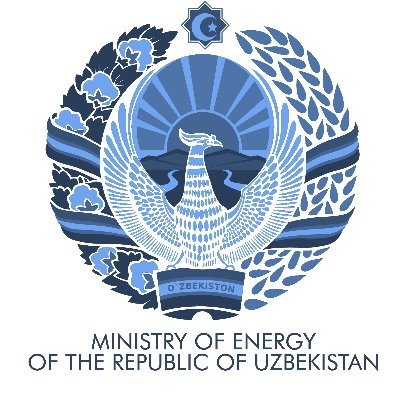 O'ZBEKISTON
MINISTRY OF ENERGY
OF THE REPUBLIC OF UZBEKISTAN